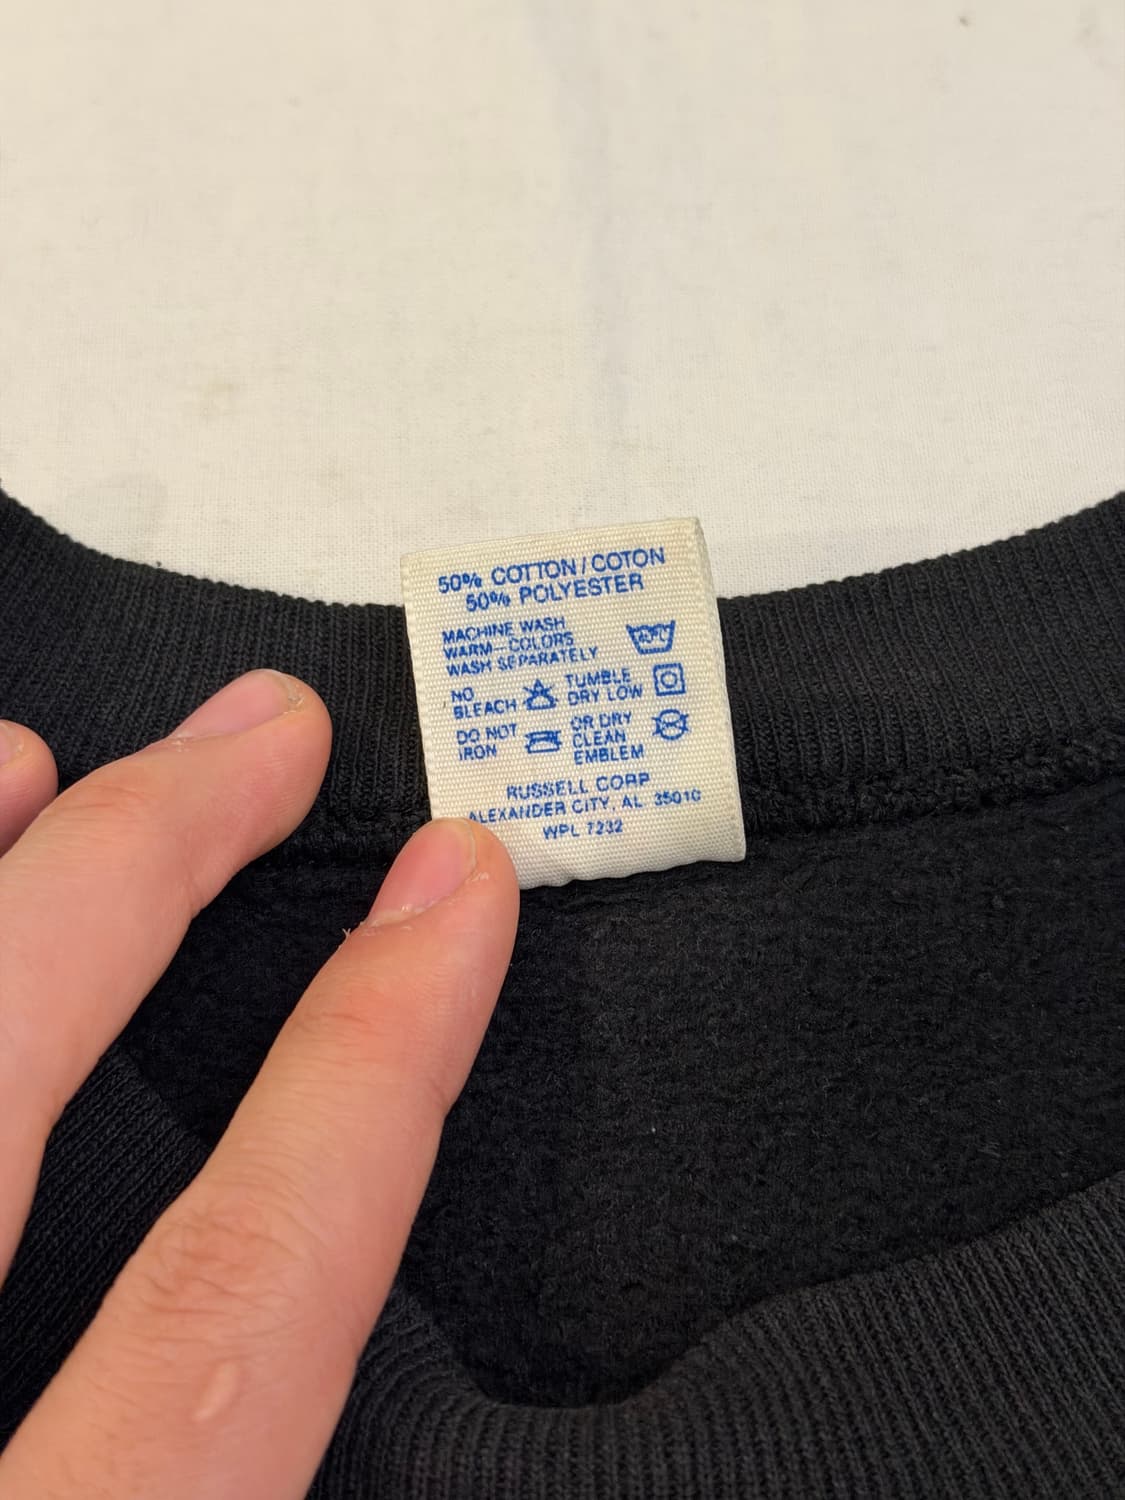 50% COTTON / COTON
50% POLYESTER
MACHINE WASH
WARM - COLORS
WASH SEPARATELY
NO
BLEACH
TUMBLE
DRY LOW
DO NOT
IRON
OR DRY
CLEAN
EMBLEM
RUSSELL CORP
ALEXANDER CITY, AL 35010
WPL 7232